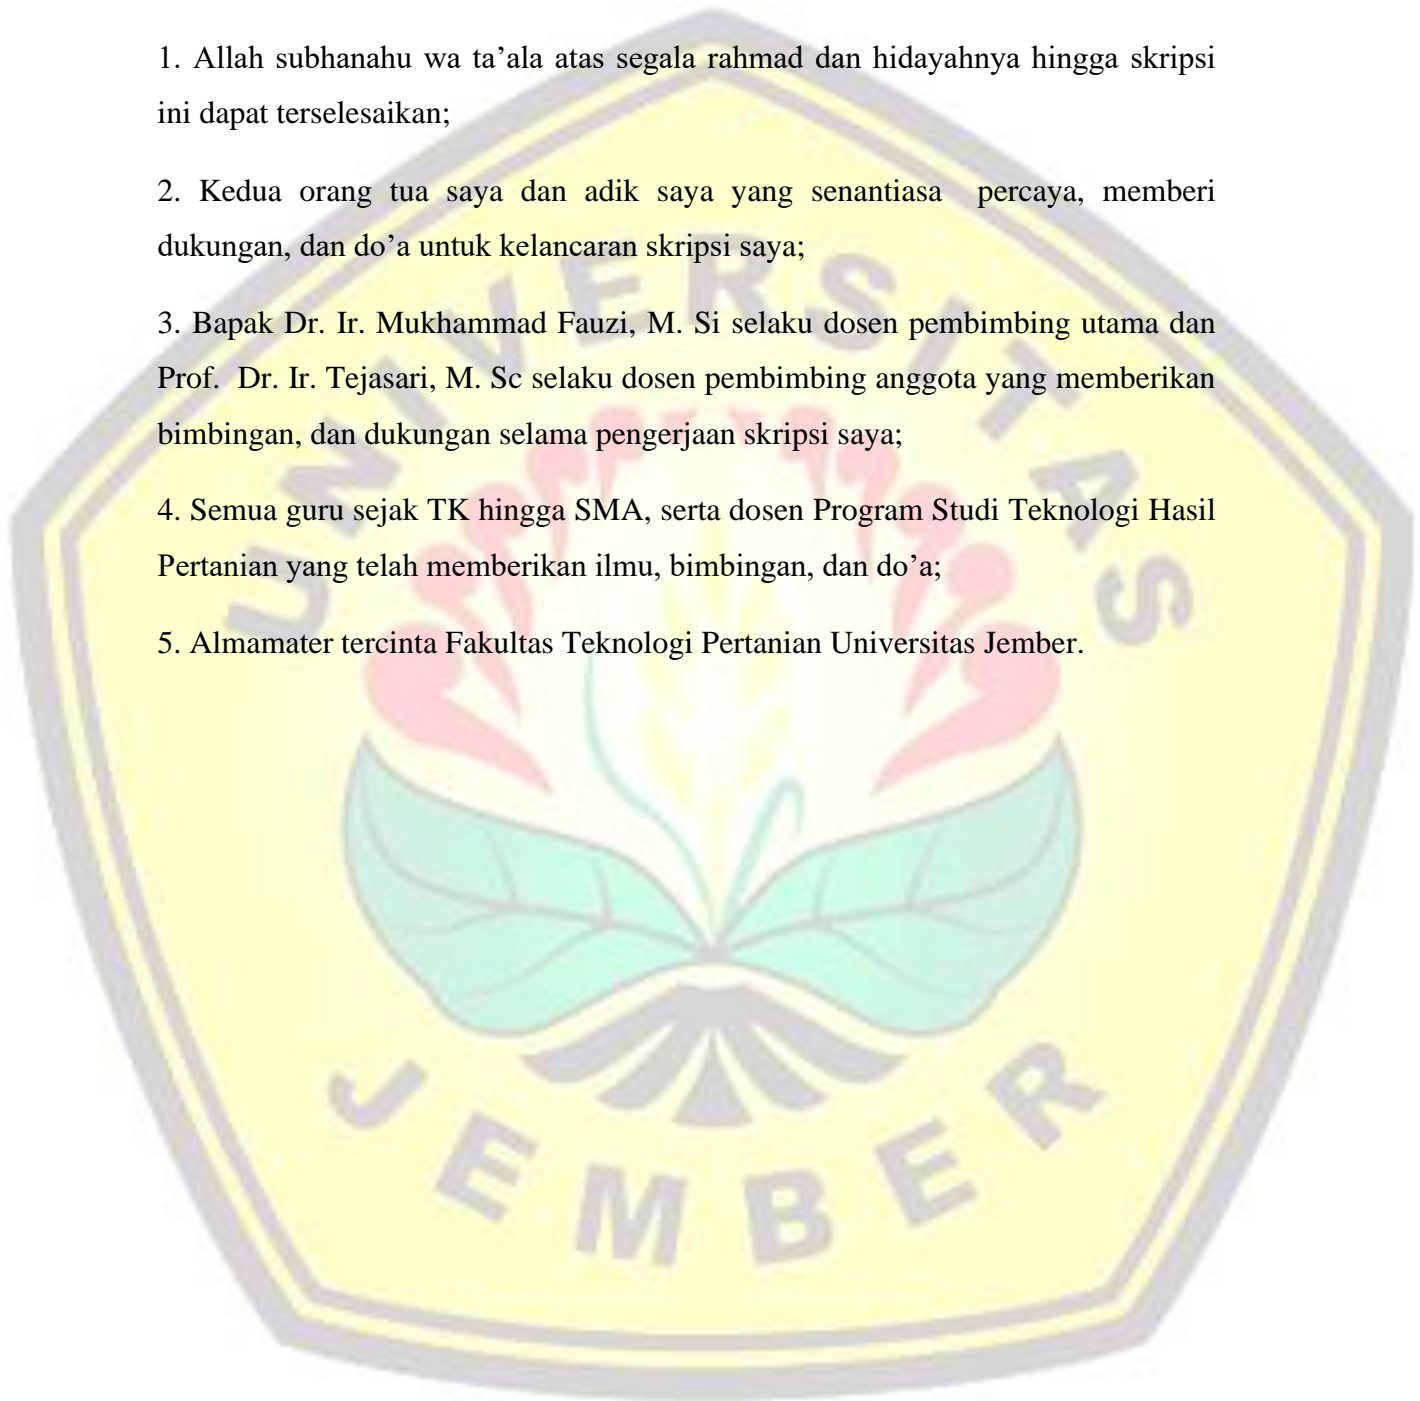 1. Allah subhanahu wa ta’ala atas segala rahmad dan hidayahnya hingga skripsi
ini dapat terselesaikan;
2. Kedua orang tua saya dan adik saya yang senantiasa percaya, memberi
dukungan, dan do’a untuk kelancaran skripsi saya;
3. Bapak Dr. Ir. Mukhammad Fauzi, M. Si selaku dosen pembimbing utama dan
Prof. Dr. Ir. Tejasari, M. Sc selaku dosen pembimbing anggota yang memberikan
bimbingan, dan dukungan selama pengerjaan skripsi saya;
4. Semua guru sejak TK hingga SMA, serta dosen Program Studi Teknologi Hasil
Pertanian yang telah memberikan ilmu, bimbingan, dan do’a;
5. Almamater tercinta Fakultas Teknologi Pertanian Universitas Jember.
UNIVERSITAS
JEMBER